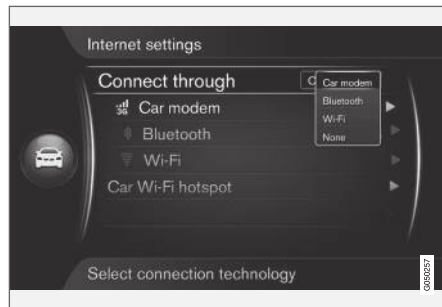 Internet settings
Connect through
C
Car modem
Bluetooth
Wi-Fi
None
3G
Car modem
Bluetooth
Wi-Fi
Car Wi-Fi hotspot
Select connection technology
G050257